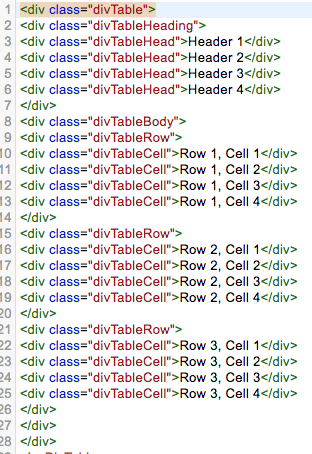 1 <div class="divTable">
2 <div class="divTableHeading">
3 <div class="divTableHead">Header 1</div>
4 <div class="divTableHead">Header 2</div>
5 <div class="divTableHead">Header 3</div>
6 <div class="divTableHead">Header 4</div>
7 </div>
8 <div class="divTableBody">
9 <div class="divTableRow">
10 <div class="divTableCell">Row 1, Cell 1</div>
11 <div class="divTableCell">Row 1, Cell 2</div>
12 <div class="divTableCell">Row 1, Cell 3</div>
13 <div class="divTableCell">Row 1, Cell 4</div>
14 </div>
15 <div class="divTableRow">
16 <div class="divTableCell">Row 2, Cell 1</div>
17 <div class="divTableCell">Row 2, Cell 2</div>
18 <div class="divTableCell">Row 2, Cell 3</div>
19 <div class="divTableCell">Row 2, Cell 4</div>
20 </div>
21 <div class="divTableRow">
22 <div class="divTableCell">Row 3, Cell 1</div>
23 <div class="divTableCell">Row 3, Cell 2</div>
24 <div class="divTableCell">Row 3, Cell 3</div>
25 <div class="divTableCell">Row 3, Cell 4</div>
26 </div>
27 </div>
28 </div>